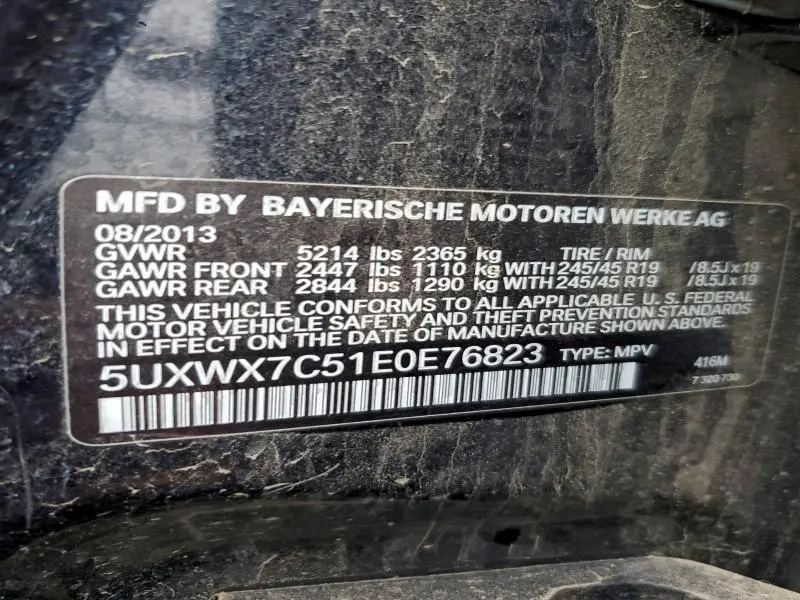 MFD BY BAYERISCHE MOTOREN WERKE AG
08/2013
GVWR 5214 lbs 2365 kg TIRE / RIM
GAWR FRONT 2447 lbs 1110 kg WITH 245/45 R19 /8.5J x 19
GAWR REAR 2844 lbs 1290 kg WITH 245/45 R19 /8.5J x 19
THIS VEHICLE CONFORMS TO ALL APPLICABLE U.S. FEDERAL
MOTOR VEHICLE SAFETY AND THEFT PREVENTION STANDARDS
IN EFFECT ON THE DATE OF MANUFACTURE SHOWN ABOVE.
5UXWX7C51E0E76823 TYPE: MPV 416M